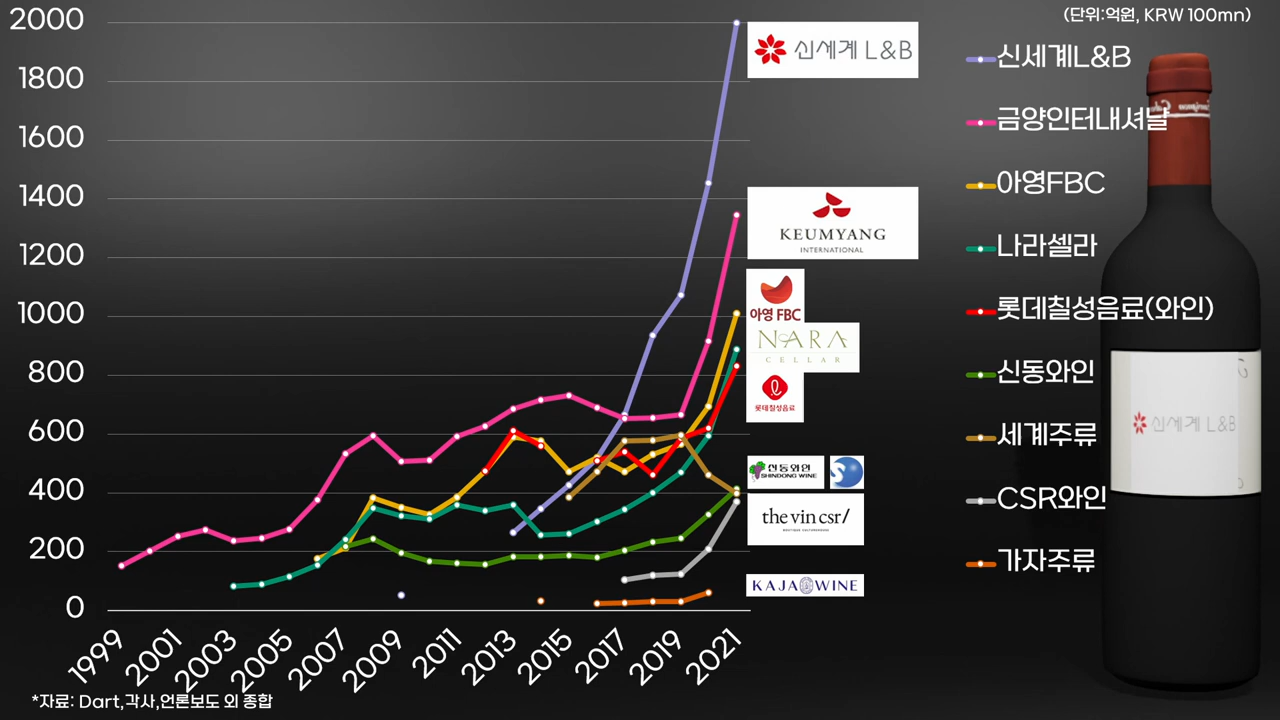 (단위:억원, KRW 100mn)
2000
1800
1600
1400
1200
1000
800
600
400
200
0
1999
2001
2003
2005
2007
2009
2011
2013
2015
2017
2019
2021
신세계 L&B
KEUMYANG
INTERNATIONAL
아영 FBC
NARA
CELLAR
롯데칠성음료
신동와인
SHINDONG WINE
the vin csr/
KAJA WINE
신세계L&B
금양인터내셔날
아영FBC
나라셀라
롯데칠성음료(와인)
신동와인
세계주류
CSR와인
가자주류
신세계 L&B
*자료: Dart,각사,언론보도 외 종합